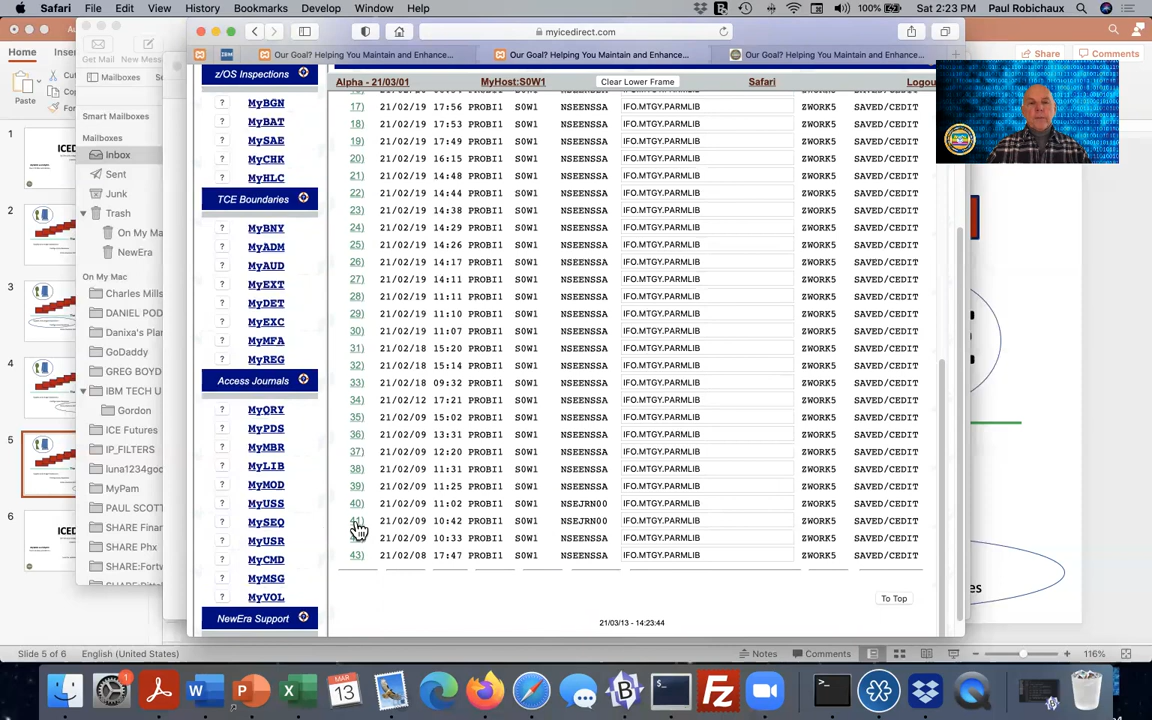 Safari File Edit View History Bookmarks Develop Window Help 100% Sat 2:23 PM Paul Robichaux
myicedirect.com
Our Goal? Helping You Maintain and Enhance... Our Goal? Helping You Maintain and Enhance... Our Goal? Helping You Maintain and Enhance...
Home Share Comments
Paste
Get Mail New Mess
Mailboxes
Smart Mailboxes
Inbox
Sent
Junk
Trash
On My Ma
NewEra
On My Mac
Charles Mills
DANIEL POD
Danixa's Plan
GoDaddy
GREG BOYD
IBM TECH U
Gordon
ICE Futures
IP_FILTERS
luna1234goo
MyPam
PAUL SCOTT
SHARE Finar
SHARE Phx
SHARE:Fortw
1
2
3
4
5
6
z/OS Inspections
? MyBGN
? MyBAT
? MySAE
? MyCHK
? MyHLC
TCE Boundaries
? MyBNY
? MyADM
? MyAUD
? MyEXT
? MyDET
? MyEXC
? MyMFA
? MyREG
Access Journals
? MyQRY
? MyPDS
? MyMBR
? MyLIB
? MyMOD
? MyUSS
? MySEQ
? MyUSR
? MyCMD
? MyMSG
? MyVOL
NewEra Support
Alpha - 21/03/01 MyHost:S0W1 Clear Lower Frame Safari Logou
17) 21/02/19 17:56 PROBI1 S0W1 NSEENSSA IFO.MTGY.PARMLIB ZWORK5 SAVED/CEDIT
18) 21/02/19 17:53 PROBI1 S0W1 NSEENSSA IFO.MTGY.PARMLIB ZWORK5 SAVED/CEDIT
19) 21/02/19 17:49 PROBI1 S0W1 NSEENSSA IFO.MTGY.PARMLIB ZWORK5 SAVED/CEDIT
20) 21/02/19 16:15 PROBI1 S0W1 NSEENSSA IFO.MTGY.PARMLIB ZWORK5 SAVED/CEDIT
21) 21/02/19 14:48 PROBI1 S0W1 NSEENSSA IFO.MTGY.PARMLIB ZWORK5 SAVED/CEDIT
22) 21/02/19 14:44 PROBI1 S0W1 NSEENSSA IFO.MTGY.PARMLIB ZWORK5 SAVED/CEDIT
23) 21/02/19 14:38 PROBI1 S0W1 NSEENSSA IFO.MTGY.PARMLIB ZWORK5 SAVED/CEDIT
24) 21/02/19 14:29 PROBI1 S0W1 NSEENSSA IFO.MTGY.PARMLIB ZWORK5 SAVED/CEDIT
25) 21/02/19 14:26 PROBI1 S0W1 NSEENSSA IFO.MTGY.PARMLIB ZWORK5 SAVED/CEDIT
26) 21/02/19 14:17 PROBI1 S0W1 NSEENSSA IFO.MTGY.PARMLIB ZWORK5 SAVED/CEDIT
27) 21/02/19 14:11 PROBI1 S0W1 NSEENSSA IFO.MTGY.PARMLIB ZWORK5 SAVED/CEDIT
28) 21/02/19 11:11 PROBI1 S0W1 NSEENSSA IFO.MTGY.PARMLIB ZWORK5 SAVED/CEDIT
29) 21/02/19 11:10 PROBI1 S0W1 NSEENSSA IFO.MTGY.PARMLIB ZWORK5 SAVED/CEDIT
30) 21/02/19 11:07 PROBI1 S0W1 NSEENSSA IFO.MTGY.PARMLIB ZWORK5 SAVED/CEDIT
31) 21/02/18 15:20 PROBI1 S0W1 NSEENSSA IFO.MTGY.PARMLIB ZWORK5 SAVED/CEDIT
32) 21/02/18 15:14 PROBI1 S0W1 NSEENSSA IFO.MTGY.PARMLIB ZWORK5 SAVED/CEDIT
33) 21/02/18 09:32 PROBI1 S0W1 NSEENSSA IFO.MTGY.PARMLIB ZWORK5 SAVED/CEDIT
34) 21/02/12 17:21 PROBI1 S0W1 NSEENSSA IFO.MTGY.PARMLIB ZWORK5 SAVED/CEDIT
35) 21/02/09 15:02 PROBI1 S0W1 NSEENSSA IFO.MTGY.PARMLIB ZWORK5 SAVED/CEDIT
36) 21/02/09 13:31 PROBI1 S0W1 NSEENSSA IFO.MTGY.PARMLIB ZWORK5 SAVED/CEDIT
37) 21/02/09 12:20 PROBI1 S0W1 NSEENSSA IFO.MTGY.PARMLIB ZWORK5 SAVED/CEDIT
38) 21/02/09 11:31 PROBI1 S0W1 NSEENSSA IFO.MTGY.PARMLIB ZWORK5 SAVED/CEDIT
39) 21/02/09 11:25 PROBI1 S0W1 NSEENSSA IFO.MTGY.PARMLIB ZWORK5 SAVED/CEDIT
40) 21/02/09 11:02 PROBI1 S0W1 NSEJRN00 IFO.MTGY.PARMLIB ZWORK5 SAVED/CEDIT
41) 21/02/09 10:42 PROBI1 S0W1 NSEJRN00 IFO.MTGY.PARMLIB ZWORK5 SAVED/CEDIT
21/02/09 10:33 PROBI1 S0W1 NSEENSSA IFO.MTGY.PARMLIB ZWORK5 SAVED/CEDIT
43) 21/02/08 17:47 PROBI1 S0W1 NSEENSSA IFO.MTGY.PARMLIB ZWORK5 SAVED/CEDIT
To Top
21/03/13 - 14:23:44
Slide 5 of 6 English (United States) Notes Comments 116%
MAR
13